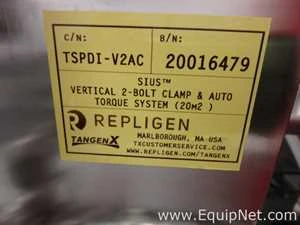 C/N: B/N:
TSPDI-V2AC 20016479
SIUS™
VERTICAL 2-BOLT CLAMP & AUTO
TORQUE SYSTEM (20m2 )
REPLIGEN
TANGENX
MARLBOROUGH, MA·USA
TXCUSTOMERSERVICE.COM
WWW.REPLIGEN.COM/TANGENX
www.EquipNet.com